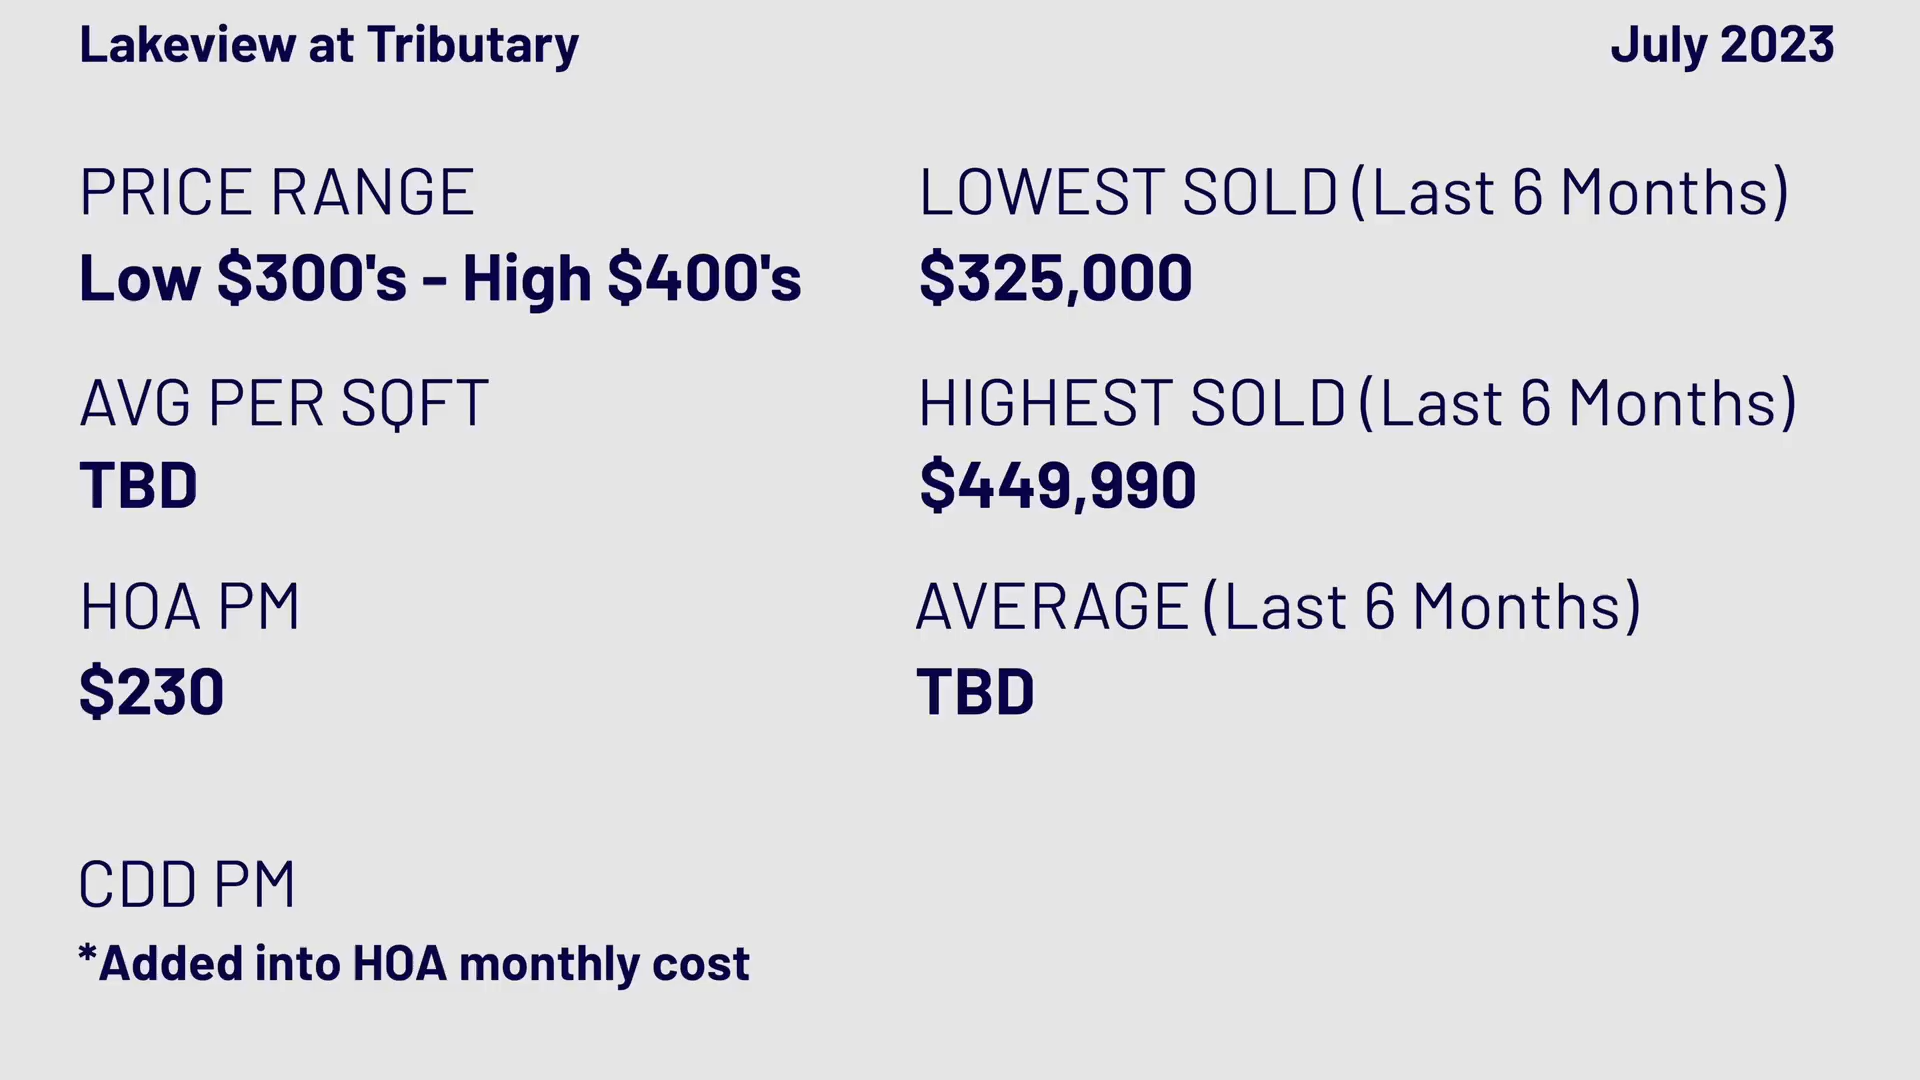 Lakeview at Tributary
July 2023
PRICE RANGE
Low $300's - High $400's
LOWEST SOLD (Last 6 Months)
$325,000
AVG PER SQFT
TBD
HIGHEST SOLD (Last 6 Months)
$449,990
HOA PM
$230
AVERAGE (Last 6 Months)
TBD
CDD PM
*Added into HOA monthly cost